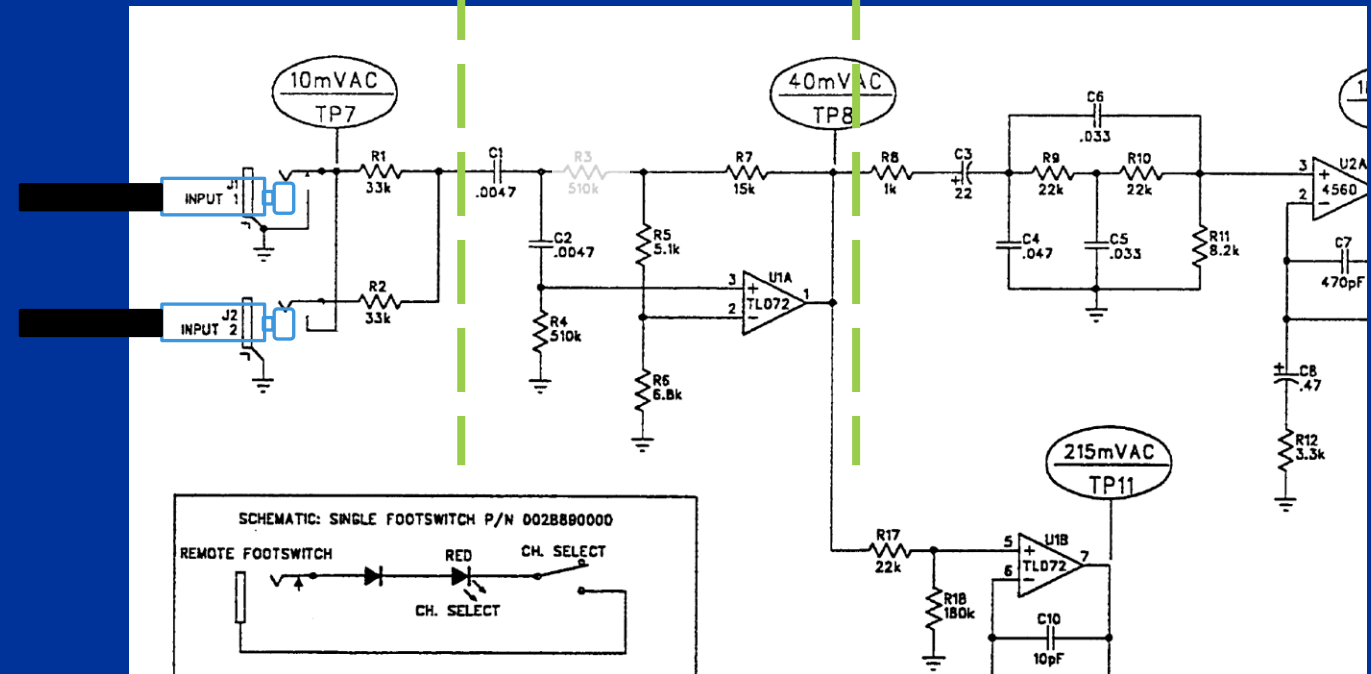 10mVAC
TP7
40mVAC
TP8
C6
.033
R1
33k
C1
.0047
R3
510k
R7
15k
R8
1k
C3
+
22
R9
22k
R10
22k
U2A
3
+
2
−
4560
J1
INPUT 1
C2
.0047
R5
5.1k
C4
.047
C5
.033
R11
8.2k
C7
470pF
R2
33k
J2
INPUT 2
U1A
3
+
2
−
1
TL072
R4
510k
R6
6.8k
+
C8
.47
R12
3.3k
215mVAC
TP11
SCHEMATIC: SINGLE FOOTSWITCH P/N 0028890000
REMOTE FOOTSWITCH
RED
CH. SELECT
CH. SELECT
R17
22k
U1B
5
+
6
−
7
TL072
R18
180k
C10
10pF